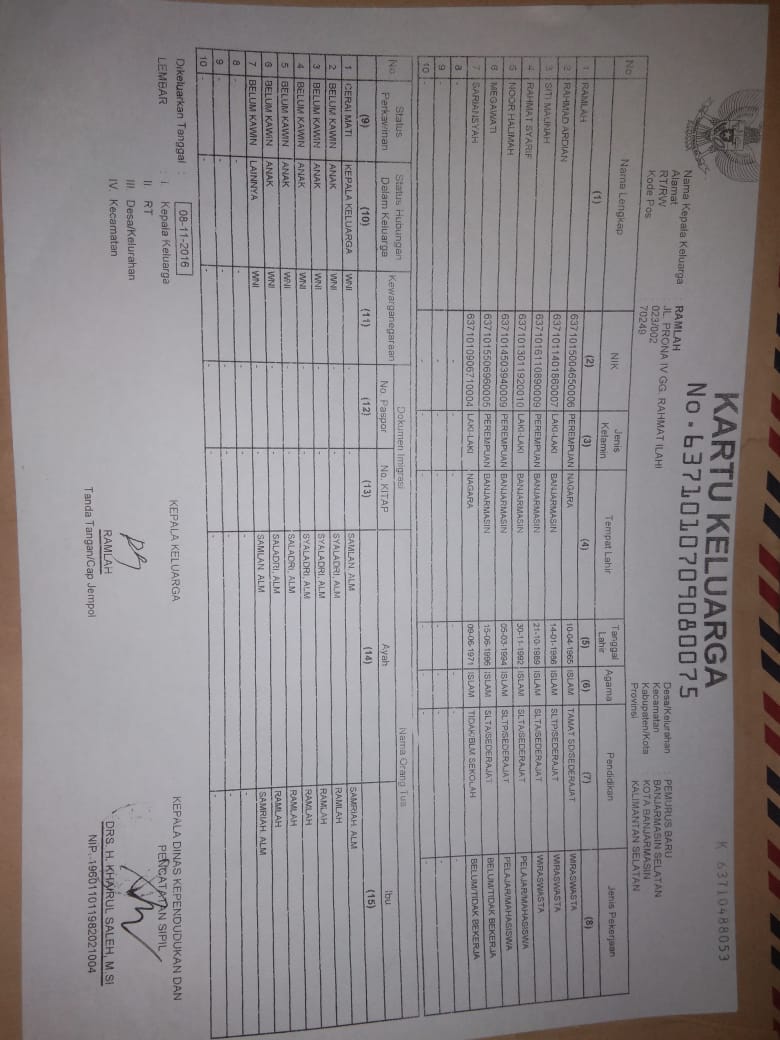 KARTU KELUARGA
No. 6371010709080075
K 63710488053
Nama Kepala Keluarga RAMLAH
Alamat JL. PRONA IV GG. RAHMAT ILAHI
RT/RW 023/002
Kode Pos 70249
Desa/Kelurahan : PEMURUS BARU
Kecamatan : BANJARMASIN SELATAN
Kabupaten/Kota : KOTA BANJARMASIN
Provinsi : KALIMANTAN SELATAN
No Nama Lengkap NIK Jenis Kelamin Tempat Lahir Tanggal Lahir Agama Pendidikan Jenis Pekerjaan
(1) (2) (3) (4) (5) (6) (7) (8)
1 RAMLAH 6371015004650006 PEREMPUAN NAGARA 10-04-1965 ISLAM TAMAT SD/SEDERAJAT WIRASWASTA
2 RAHMAD ARDIAN 6371011401860007 LAKI-LAKI BANJARMASIN 14-01-1986 ISLAM SLTP/SEDERAJAT WIRASWASTA
3 SITI MALINAH 6371016110890009 PEREMPUAN BANJARMASIN 21-10-1989 ISLAM SLTA/SEDERAJAT WIRASWASTA
4 RAHMAT SYARIF 6371013011920010 LAKI-LAKI BANJARMASIN 30-11-1992 ISLAM SLTA/SEDERAJAT PELAJAR/MAHASISWA
5 NOOR HALIMAH 6371014503940009 PEREMPUAN BANJARMASIN 05-03-1994 ISLAM SLTP/SEDERAJAT PELAJAR/MAHASISWA
6 MEGAWATI 6371015506960005 PEREMPUAN BANJARMASIN 15-06-1996 ISLAM SLTA/SEDERAJAT BELUM/TIDAK BEKERJA
7 SARIANSYAH 6371010906710004 LAKI-LAKI NAGARA 09-06-1971 ISLAM TIDAK/BLM SEKOLAH BELUM/TIDAK BEKERJA
8 - - - - - - - -
9 - - - - - - - -
10 - - - - - - - -
No Status Perkawinan Status Hubungan Dalam Keluarga Kewarganegaraan Dokumen Imigrasi Nama Orang Tua
No. Paspor No. KITAP Ayah Ibu
(9) (10) (11) (12) (13) (14) (15)
1 CERAI MATI KEPALA KELUARGA WNI - - SAMLAN. ALM SAMRIAH. ALM
2 BELUM KAWIN ANAK WNI - - SYALADRI, ALM RAMLAH
3 BELUM KAWIN ANAK WNI - - SYALADRI, ALM RAMLAH
4 BELUM KAWIN ANAK WNI - - SYALADRI, ALM RAMLAH
5 BELUM KAWIN ANAK WNI - - SALADRI, ALM RAMLAH
6 BELUM KAWIN ANAK WNI - - SALADRI, ALM RAMLAH
7 BELUM KAWIN LAINNYA WNI - - SAMLAN. ALM SAMRIAH. ALM
8 - - - - - - -
9 - - - - - - -
10 - - - - - - -
Dikeluarkan Tanggal : 08-11-2016
LEMBAR : I. Kepala Keluarga
II. RT
III. Desa/Kelurahan
IV. Kecamatan
KEPALA KELUARGA
RAMLAH
Tanda Tangan/Cap Jempol
KEPALA DINAS KEPENDUDUKAN DAN
PENCATATAN SIPIL
DRS. H. KHAIRUL SALEH, M.SI
NIP. 196011011982021004